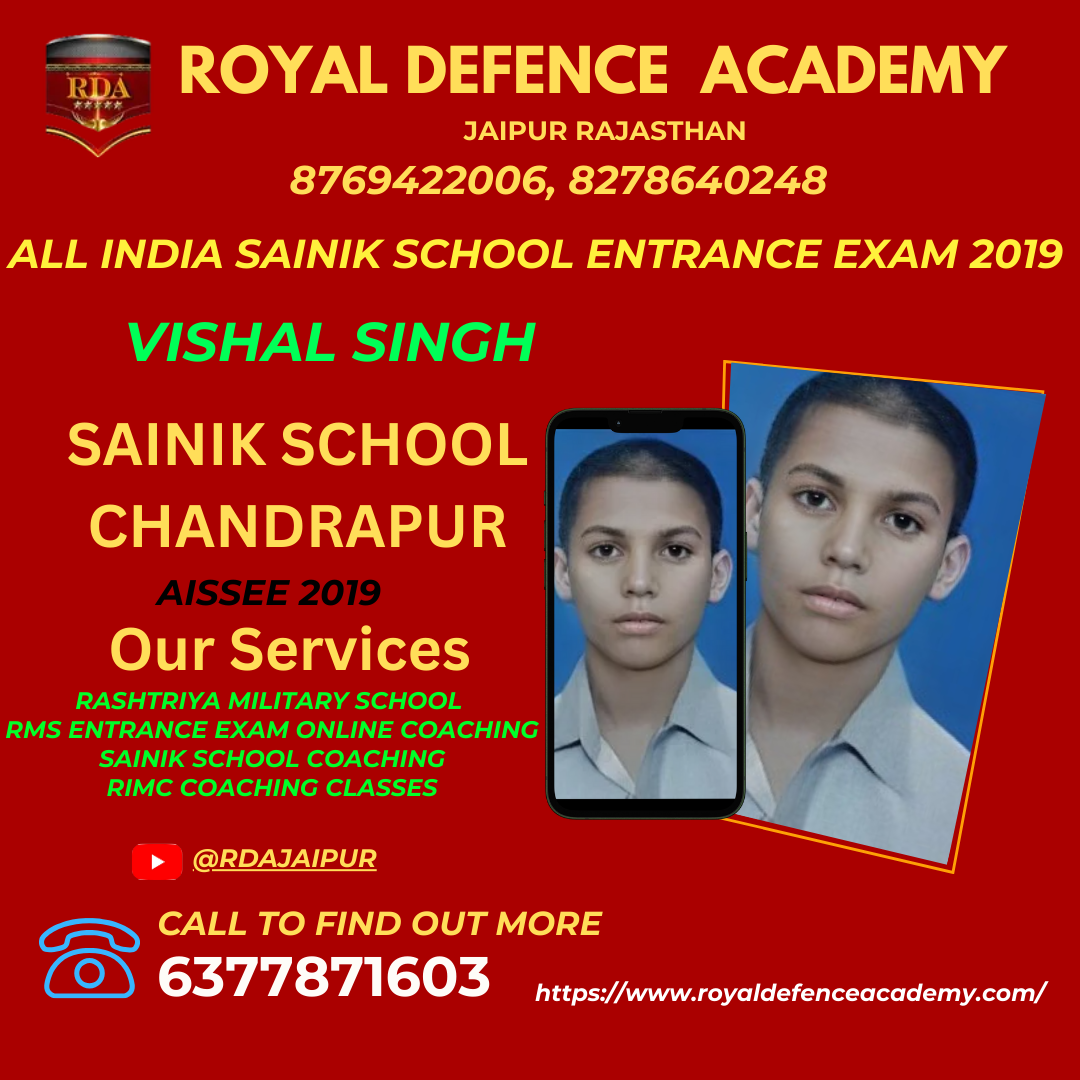 RDA
ROYAL DEFENCE ACADEMY
JAIPUR RAJASTHAN
8769422006, 8278640248
ALL INDIA SAINIK SCHOOL ENTRANCE EXAM 2019
VISHAL SINGH
SAINIK SCHOOL
CHANDRAPUR
AISSEE 2019
Our Services
RASHTRIYA MILITARY SCHOOL
RMS ENTRANCE EXAM ONLINE COACHING
SAINIK SCHOOL COACHING
RIMC COACHING CLASSES
@RDAJAIPUR
CALL TO FIND OUT MORE
6377871603
https://www.royaldefenceacademy.com/